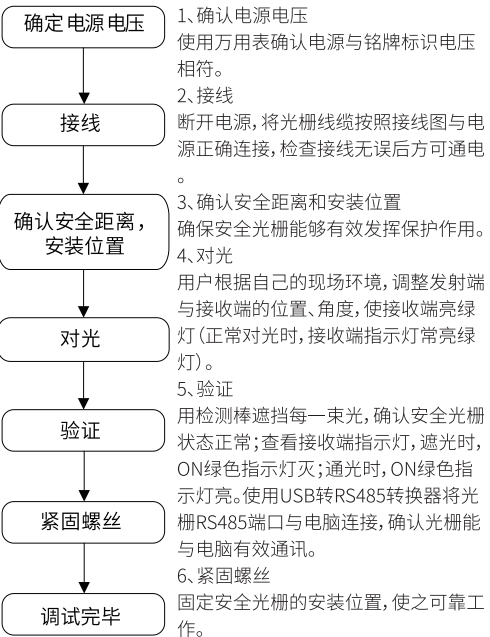 确定电源电压
接线
确认安全距离，
安装位置
对光
验证
紧固螺丝
调试完毕
1、确认电源电压
使用万用表确认电源与铭牌标识电压
相符。
2、接线
断开电源，将光栅线缆按照接线图与电
源正确连接，检查接线无误后方可通电
。
3、确认安全距离和安装位置
确保安全光栅能够有效发挥保护作用。
4、对光
用户根据自己的现场环境，调整发射端
与接收端的位置、角度，使接收端亮绿
灯（正常对光时，接收端指示灯常亮绿
灯）。
5、验证
用检测棒遮挡每一束光，确认安全光栅
状态正常；查看接收端指示灯，遮光时，
ON绿色指示灯灭；通光时，ON绿色指
示灯亮。使用USB转RS485转换器将光
栅RS485端口与电脑连接，确认光栅能
与电脑有效通讯。
6、紧固螺丝
固定安全光栅的安装位置，使之可靠工
作。